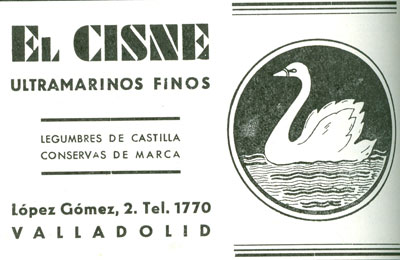 EL CISNE
ULTRAMARINOS FINOS
LEGUMBRES DE CASTILLA
CONSERVAS DE MARCA
López Gómez, 2. Tel. 1770
VALLADOLID